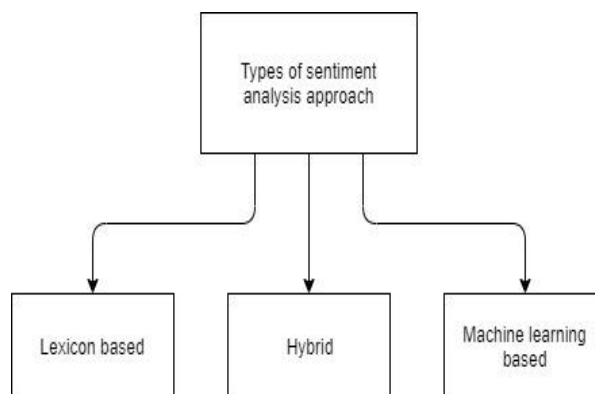 Types of sentiment
analysis approach
Lexicon based
Hybrid
Machine learning
based